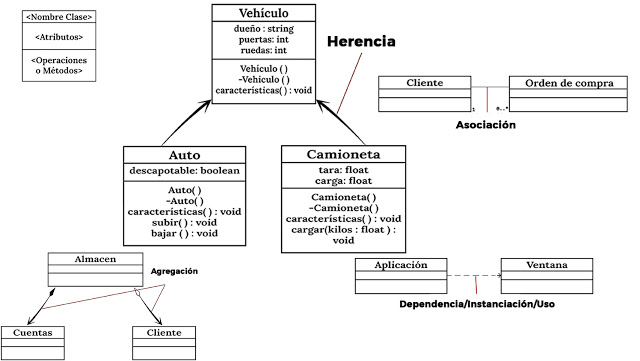 <Nombre Clase>
<Atributos>
<Operaciones
o Métodos>
Vehículo
dueño : string
puertas: int
ruedas: int
Vehículo ( )
-Vehículo ( )
características( ) : void
Herencia
Cliente
Orden de compra
1
0..*
Asociación
Auto
descapotable: boolean
Auto( )
-Auto( )
características( ) : void
subir( ) : void
bajar ( ) : void
Camioneta
tara: float
carga: float
Camioneta( )
-Camioneta( )
características( ) : void
cargar(kilos : float ) :
void
Almacen
Agregación
Cuentas
Cliente
Aplicación
Ventana
Dependencia/Instanciación/Uso